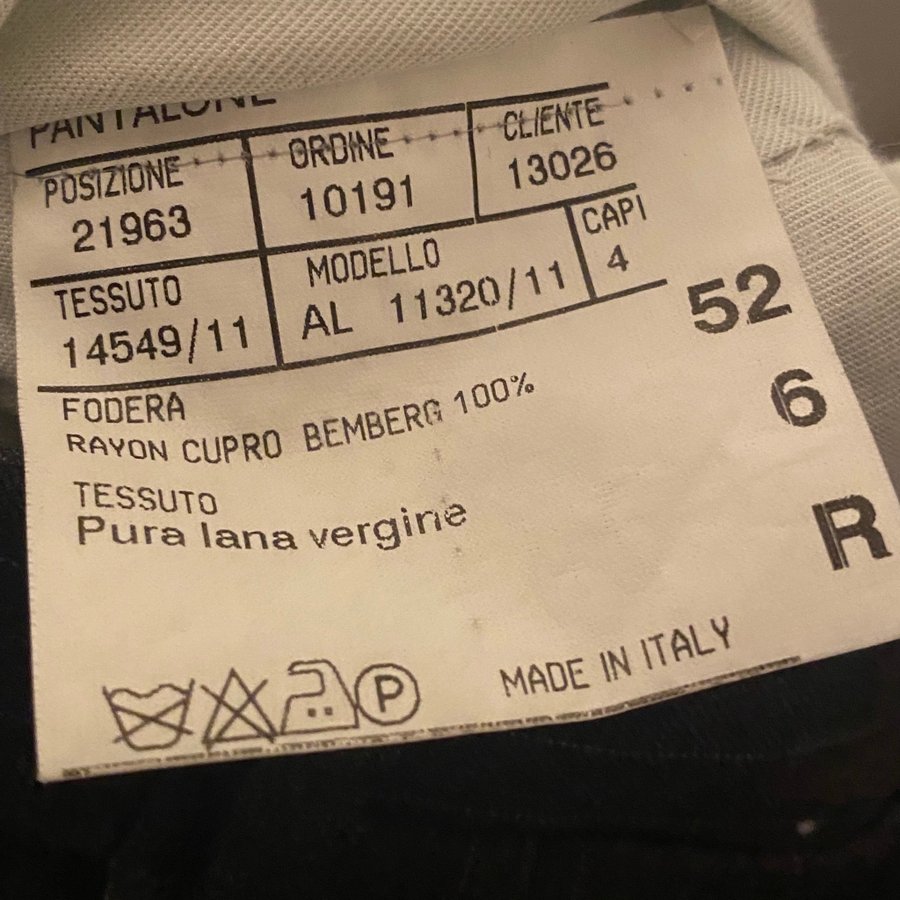 PANTALONE
POSIZIONE ORDINE CLIENTE
21963 10191 13026
TESSUTO MODELLO CAPI
14549/11 AL 11320/11 4
52
6
R
FODERA
RAYON CUPRO BEMBERG 100%
TESSUTO
Pura lana vergine
P
MADE IN ITALY